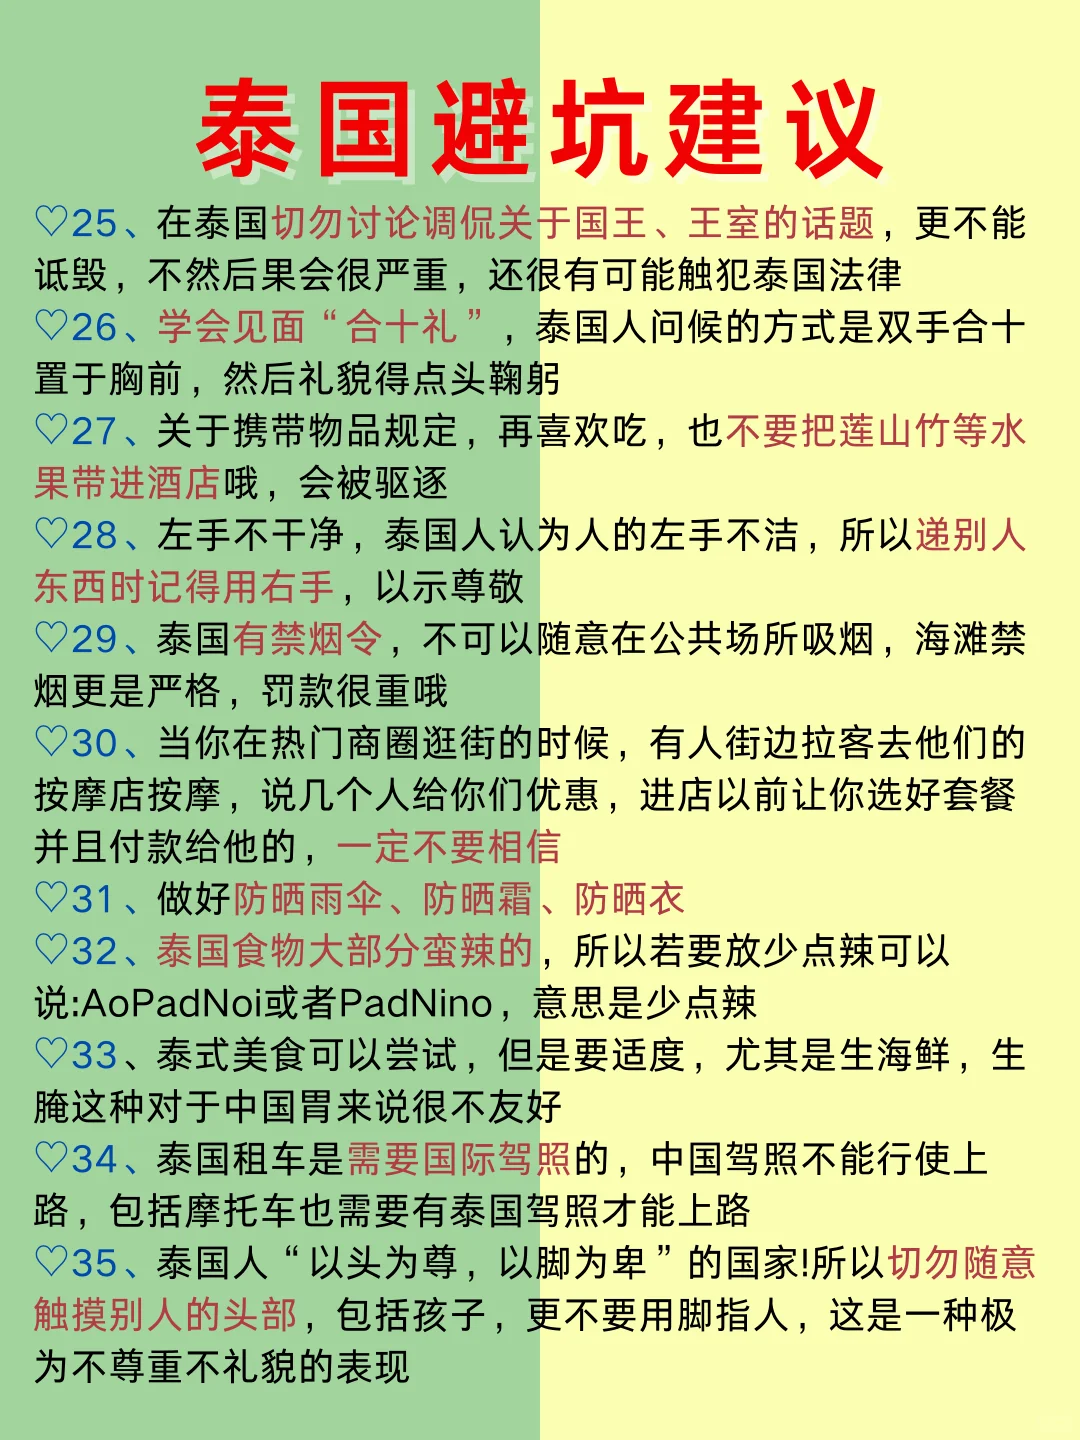 泰国避坑建议
♡25、在泰国切勿讨论调侃关于国王、王室的话题，更不能
诋毁，不然后果会很严重，还很有可能触犯泰国法律
♡26、学会见面“合十礼”，泰国人问候的方式是双手合十
置于胸前，然后礼貌得点头鞠躬
♡27、关于携带物品规定，再喜欢吃，也不要把莲山竹等水
果带进酒店哦，会被驱逐
♡28、左手不干净，泰国人认为人的左手不洁，所以递别人
东西时记得用右手，以示尊敬
♡29、泰国有禁烟令，不可以随意在公共场所吸烟，海滩禁
烟更是严格，罚款很重哦
♡30、当你在热门商圈逛街的时候，有人街边拉客去他们的
按摩店按摩，说几个人给你们优惠，进店以前让你选好套餐
并且付款给他的，一定不要相信
♡31、做好防晒雨伞、防晒霜、防晒衣
♡32、泰国食物大部分蛮辣的，所以若要放少点辣可以
说:AoPadNoi或者PadNino，意思是少点辣
♡33、泰式美食可以尝试，但是要适度，尤其是生海鲜，生
腌这种对于中国胃来说很不友好
♡34、泰国租车是需要国际驾照的，中国驾照不能行使上
路，包括摩托车也需要有泰国驾照才能上路
♡35、泰国人“以头为尊，以脚为卑”的国家!所以切勿随意
触摸别人的头部，包括孩子，更不要用脚指人，这是一种极
为不尊重不礼貌的表现